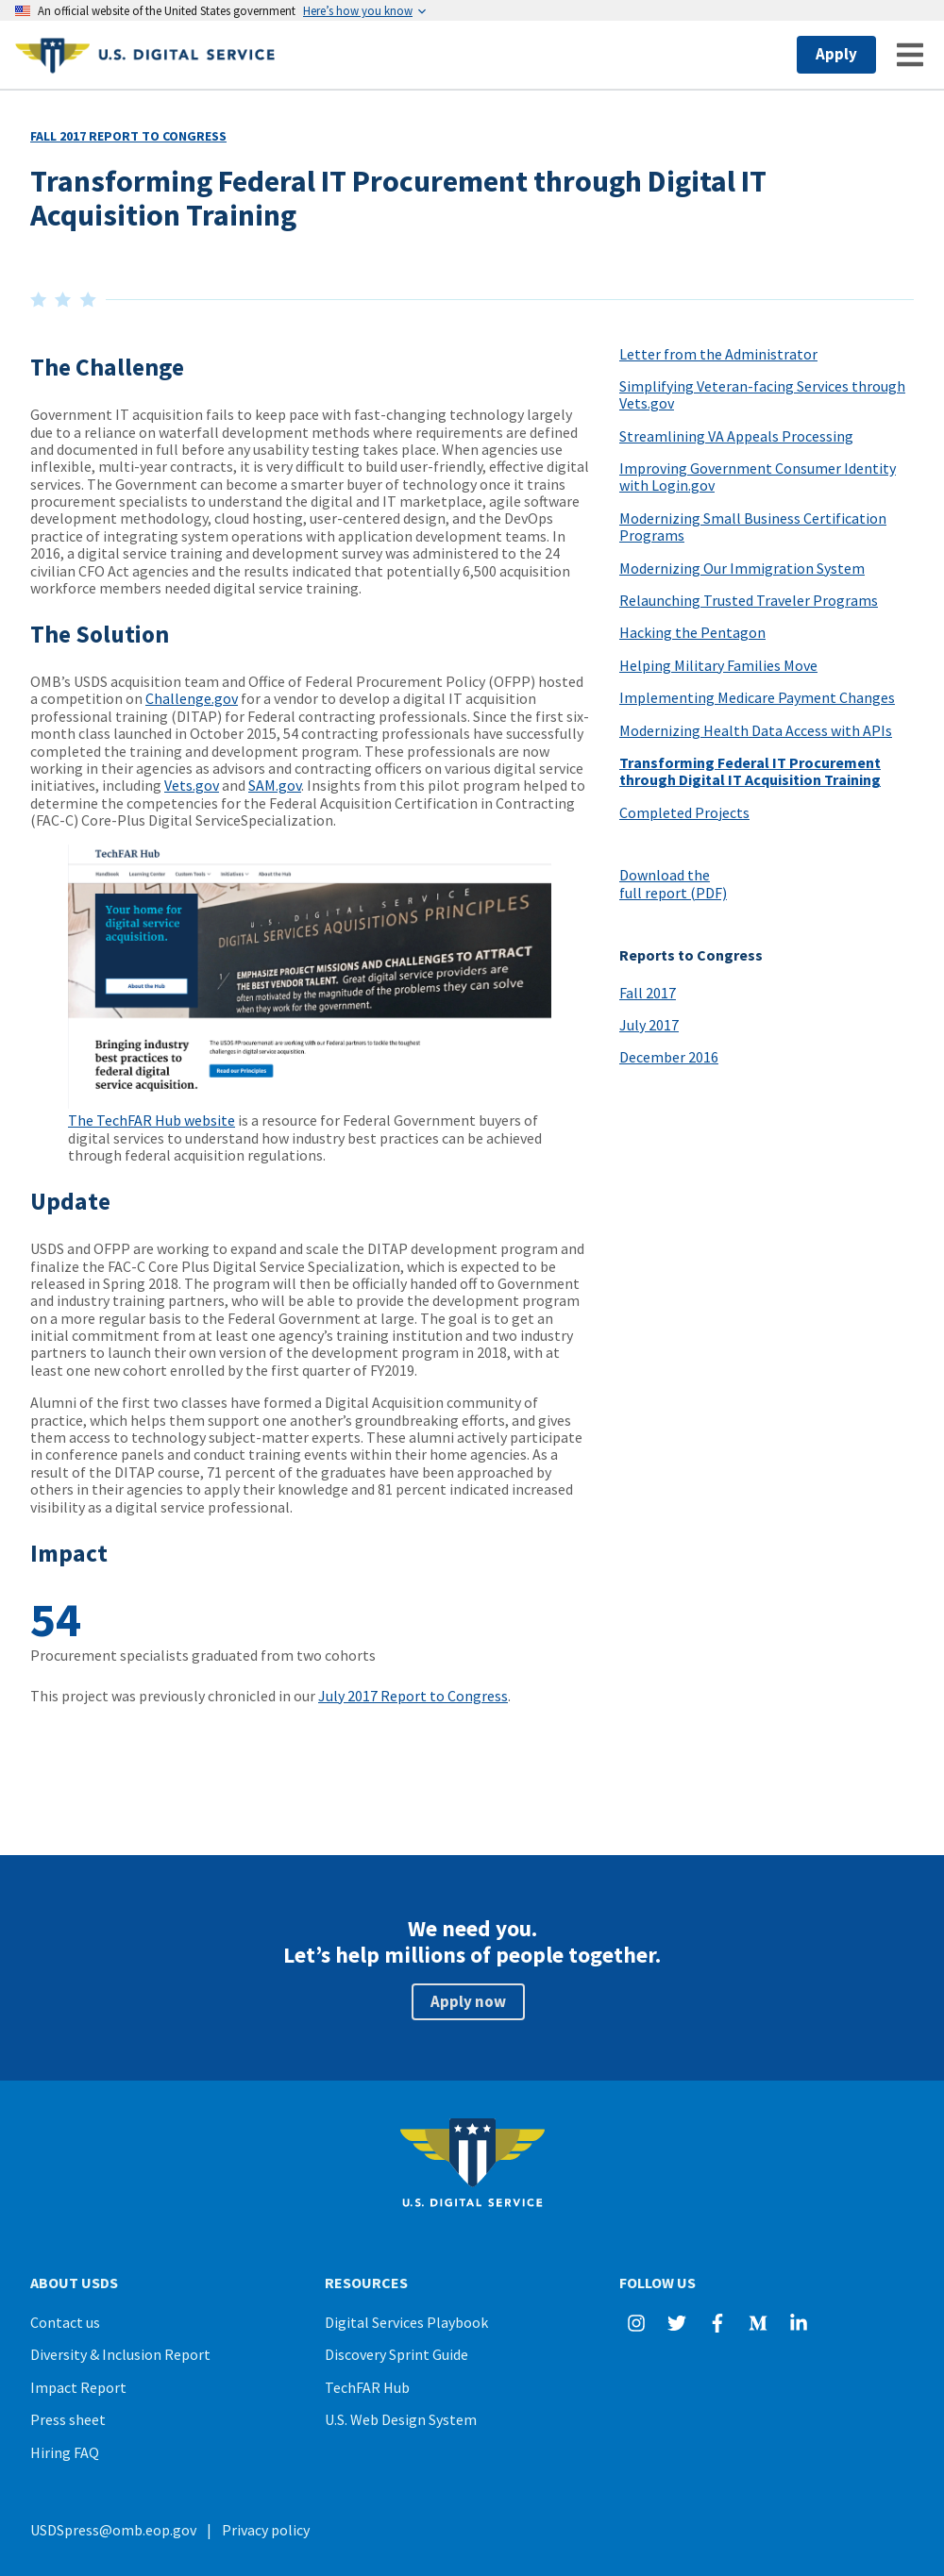 An official website of the United States government Here's how you know
U.S. DIGITAL SERVICE
Apply
FALL 2017 REPORT TO CONGRESS
Transforming Federal IT Procurement through Digital IT
Acquisition Training
The Challenge
Government IT acquisition fails to keep pace with fast-changing technology largely
due to a reliance on waterfall development methods where requirements are defined
and documented in full before any usability testing takes place. When agencies use
inflexible, multi-year contracts, it is very difficult to build user-friendly, effective digital
services. The Government can become a smarter buyer of technology once it trains
procurement specialists to understand the digital and IT marketplace, agile software
development methodology, cloud hosting, user-centered design, and the DevOps
practice of integrating system operations with application development teams. In
2016, a digital service training and development survey was administered to the 24
civilian CFO Act agencies and the results indicated that potentially 6,500 acquisition
workforce members needed digital service training.
The Solution
OMB’s USDS acquisition team and Office of Federal Procurement Policy (OFPP) hosted
a competition on Challenge.gov for a vendor to develop a digital IT acquisition
professional training (DITAP) for Federal contracting professionals. Since the first six-
month class launched in October 2015, 54 contracting professionals have successfully
completed the training and development program. These professionals are now
working in their agencies as advisors and contracting officers on various digital service
initiatives, including Vets.gov and SAM.gov. Insights from this pilot program helped to
determine the competencies for the Federal Acquisition Certification in Contracting
(FAC-C) Core-Plus Digital ServiceSpecialization.
TechFAR Hub
Handbook Learning Center Custom Tools Initiatives About the Hub
Your home for
digital service
acquisition.
About the Hub
U.S. DIGITAL SERVICE
DIGITAL SERVICES AQUISITIONS PRINCIPLES
EMPHASIZE PROJECT MISSIONS AND CHALLENGES TO ATTRACT
THE BEST VENDOR TALENT. Great digital service providers are
often motivated by the magnitude of the problems they can solve
when they work for the government.
Bringing industry
best practices to
federal digital
service acquisition.
The USDS #Procurenauts are working with our Federal partners to tackle the toughest
challenges in digital service acquisition.
Read our Principles
The TechFAR Hub website is a resource for Federal Government buyers of
digital services to understand how industry best practices can be achieved
through federal acquisition regulations.
Update
USDS and OFPP are working to expand and scale the DITAP development program and
finalize the FAC-C Core Plus Digital Service Specialization, which is expected to be
released in Spring 2018. The program will then be officially handed off to Government
and industry training partners, who will be able to provide the development program
on a more regular basis to the Federal Government at large. The goal is to get an
initial commitment from at least one agency’s training institution and two industry
partners to launch their own version of the development program in 2018, with at
least one new cohort enrolled by the first quarter of FY2019.
Alumni of the first two classes have formed a Digital Acquisition community of
practice, which helps them support one another’s groundbreaking efforts, and gives
them access to technology subject-matter experts. These alumni actively participate
in conference panels and conduct training events within their home agencies. As a
result of the DITAP course, 71 percent of the graduates have been approached by
others in their agencies to apply their knowledge and 81 percent indicated increased
visibility as a digital service professional.
Impact
54
Procurement specialists graduated from two cohorts
This project was previously chronicled in our July 2017 Report to Congress.
Letter from the Administrator
Simplifying Veteran-facing Services through
Vets.gov
Streamlining VA Appeals Processing
Improving Government Consumer Identity
with Login.gov
Modernizing Small Business Certification
Programs
Modernizing Our Immigration System
Relaunching Trusted Traveler Programs
Hacking the Pentagon
Helping Military Families Move
Implementing Medicare Payment Changes
Modernizing Health Data Access with APIs
Transforming Federal IT Procurement
through Digital IT Acquisition Training
Completed Projects
Download the
full report (PDF)
Reports to Congress
Fall 2017
July 2017
December 2016
We need you.
Let’s help millions of people together.
Apply now
U.S. DIGITAL SERVICE
ABOUT USDS
Contact us
Diversity & Inclusion Report
Impact Report
Press sheet
Hiring FAQ
RESOURCES
Digital Services Playbook
Discovery Sprint Guide
TechFAR Hub
U.S. Web Design System
FOLLOW US
USDSpress@omb.eop.gov | Privacy policy